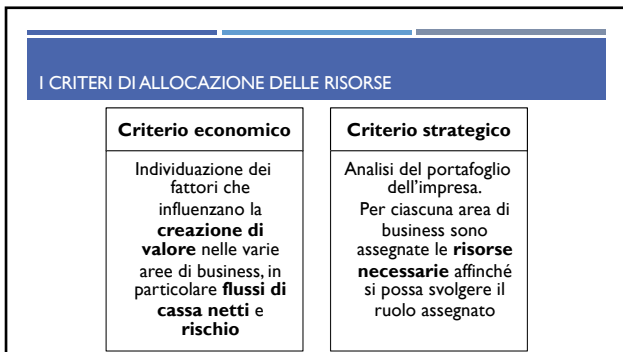 I CRITERI DI ALLOCAZIONE DELLE RISORSE
Criterio economico
Individuazione dei
fattori che
influenzano la
creazione di
valore nelle varie
aree di business, in
particolare flussi di
cassa netti e
rischio
Criterio strategico
Analisi del portafoglio
dell’impresa.
Per ciascuna area di
business sono
assegnate le risorse
necessarie affinché
si possa svolgere il
ruolo assegnato